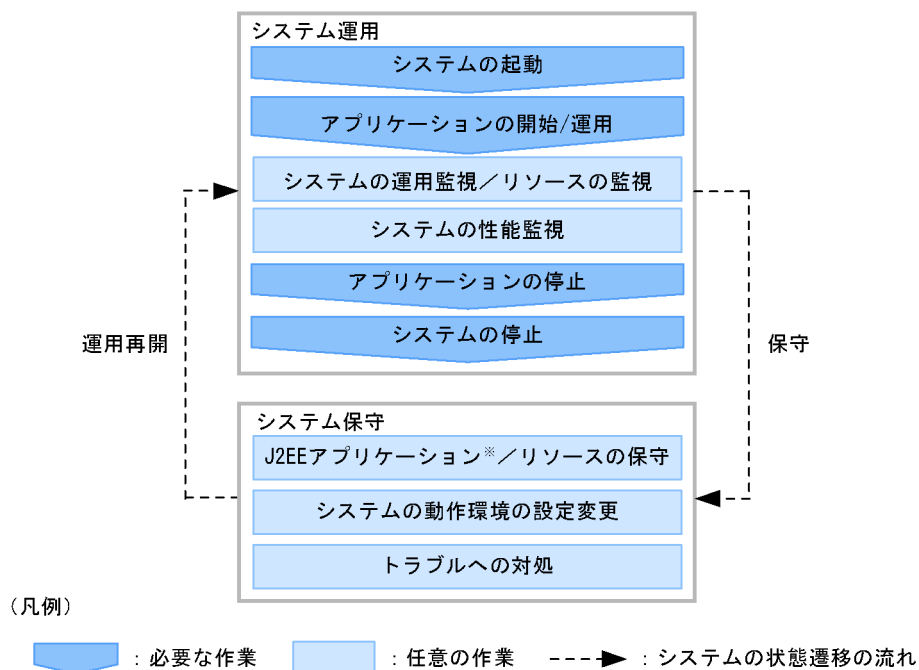 システム運用
システムの起動
アプリケーションの開始/運用
システムの運用監視／リソースの監視
システムの性能監視
アプリケーションの停止
システムの停止
運用再開
保守
システム保守
J2EEアプリケーション※／リソースの保守
システムの動作環境の設定変更
トラブルへの対処
（凡例）
：必要な作業 ：任意の作業 ：システムの状態遷移の流れ